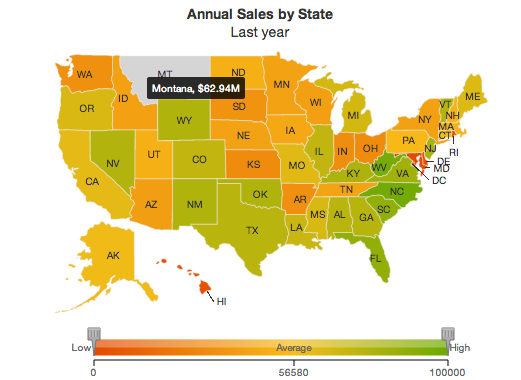 Annual Sales by State
Last year
WA
MT
ND
MN
ME
Montana, $62.94M
OR
ID
SD
WI
MI
VT
NH
WY
NY
MA
CT
RI
NE
IA
PA
NJ
NV
UT
CO
IL
IN
OH
DE
MD
DC
CA
KS
MO
WV
VA
KY
AZ
NM
OK
AR
TN
NC
SC
TX
LA
MS
AL
GA
AK
FL
HI
Low
Average
High
0
56580
100000